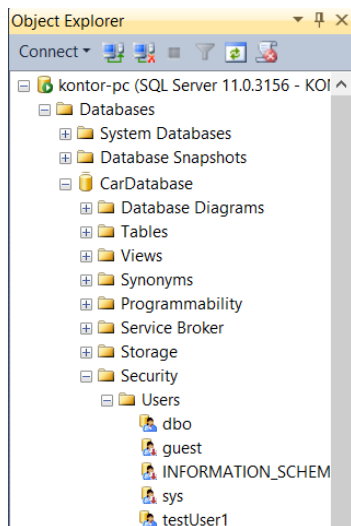 Object Explorer
Connect
kontor-pc (SQL Server 11.0.3156 - KO
Databases
System Databases
Database Snapshots
CarDatabase
Database Diagrams
Tables
Views
Synonyms
Programmability
Service Broker
Storage
Security
Users
dbo
guest
INFORMATION_SCHEM
sys
testUser1